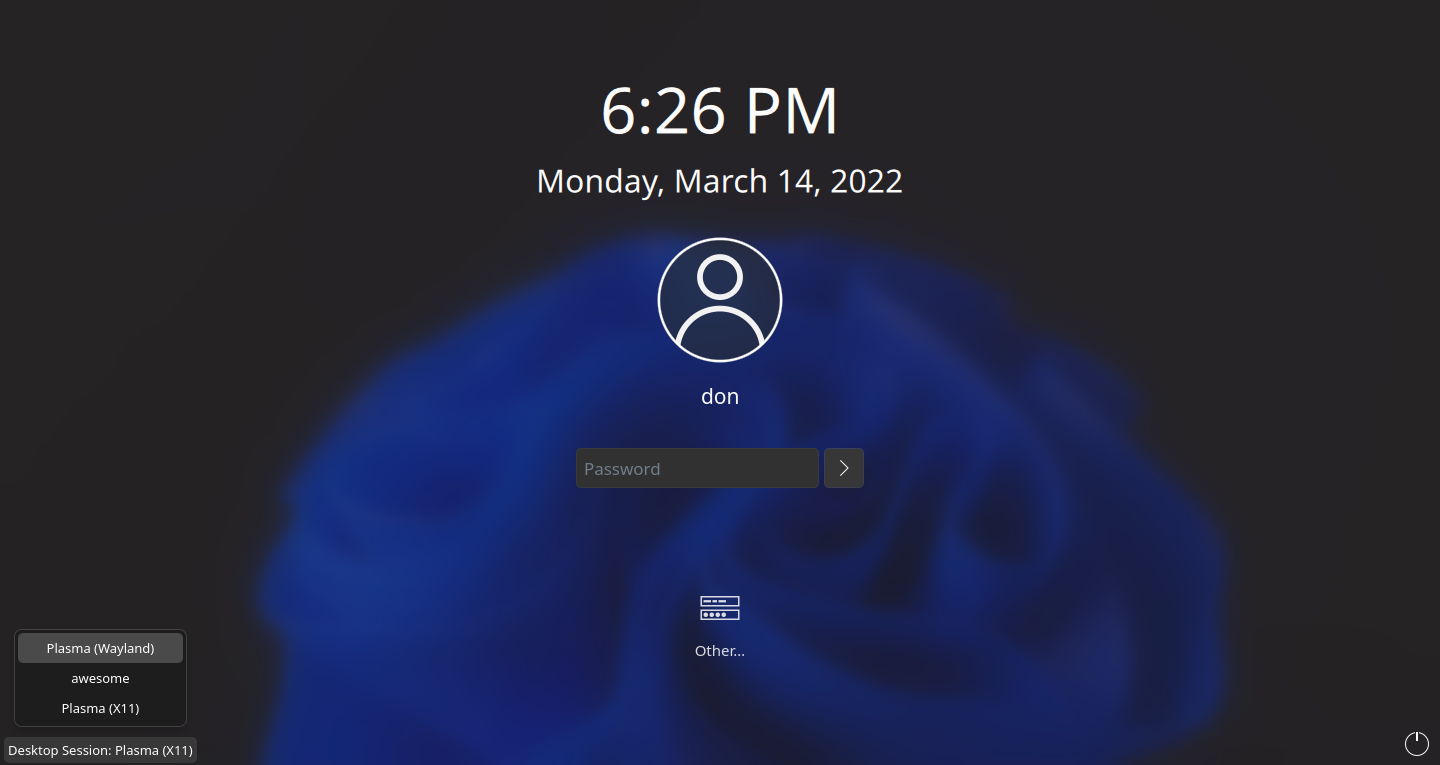 6:26 PM
Monday, March 14, 2022
don
Password
Other...
Plasma (Wayland)
awesome
Plasma (X11)
Desktop Session: Plasma (X11)